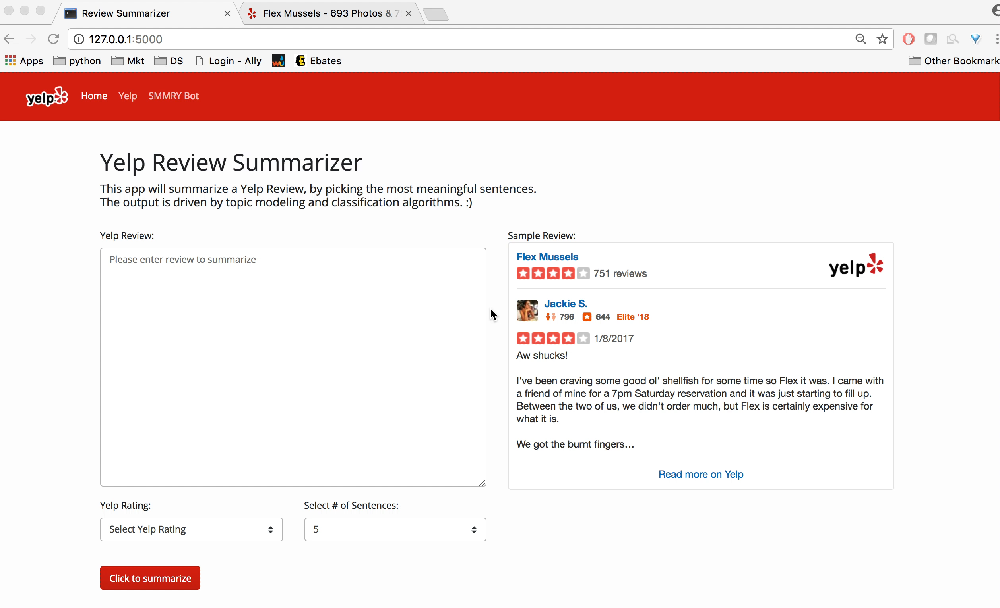 Review Summarizer
Flex Mussels - 693 Photos & 7
127.0.0.1:5000
Apps python Mkt DS Login - Ally wu E Ebates Other Bookmark
yelp Home Yelp SMMRY Bot
Yelp Review Summarizer
This app will summarize a Yelp Review, by picking the most meaningful sentences.
The output is driven by topic modeling and classification algorithms. :)
Yelp Review:
Please enter review to summarize
Yelp Rating:
Select Yelp Rating
Select # of Sentences:
5
Click to summarize
Sample Review:
Flex Mussels
yelp
751 reviews
Jackie S.
796 644 Elite ’18
1/8/2017
Aw shucks!
I've been craving some good ol' shellfish for some time so Flex it was. I came with
a friend of mine for a 7pm Saturday reservation and it was just starting to fill up.
Between the two of us, we didn't order much, but Flex is certainly expensive for
what it is.
We got the burnt fingers…
Read more on Yelp